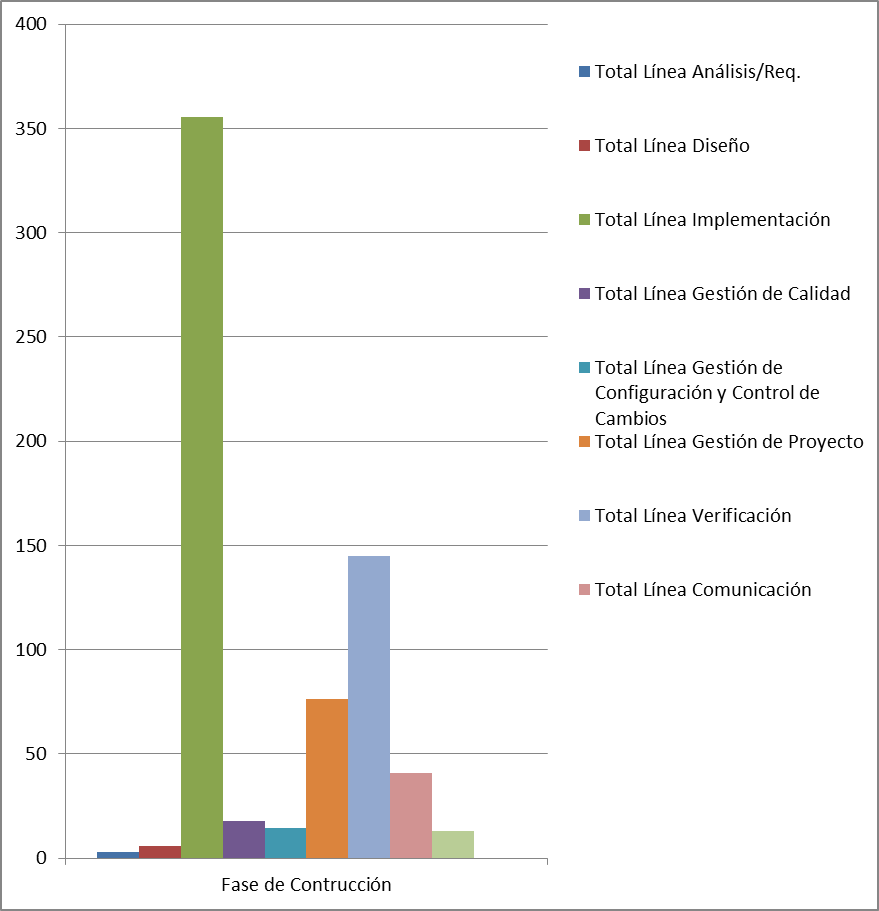 400
350
300
250
200
150
100
50
0
Fase de Contrucción
Total Línea Análisis/Req.
Total Línea Diseño
Total Línea Implementación
Total Línea Gestión de Calidad
Total Línea Gestión de
Configuración y Control de
Cambios
Total Línea Gestión de Proyecto
Total Línea Verificación
Total Línea Comunicación